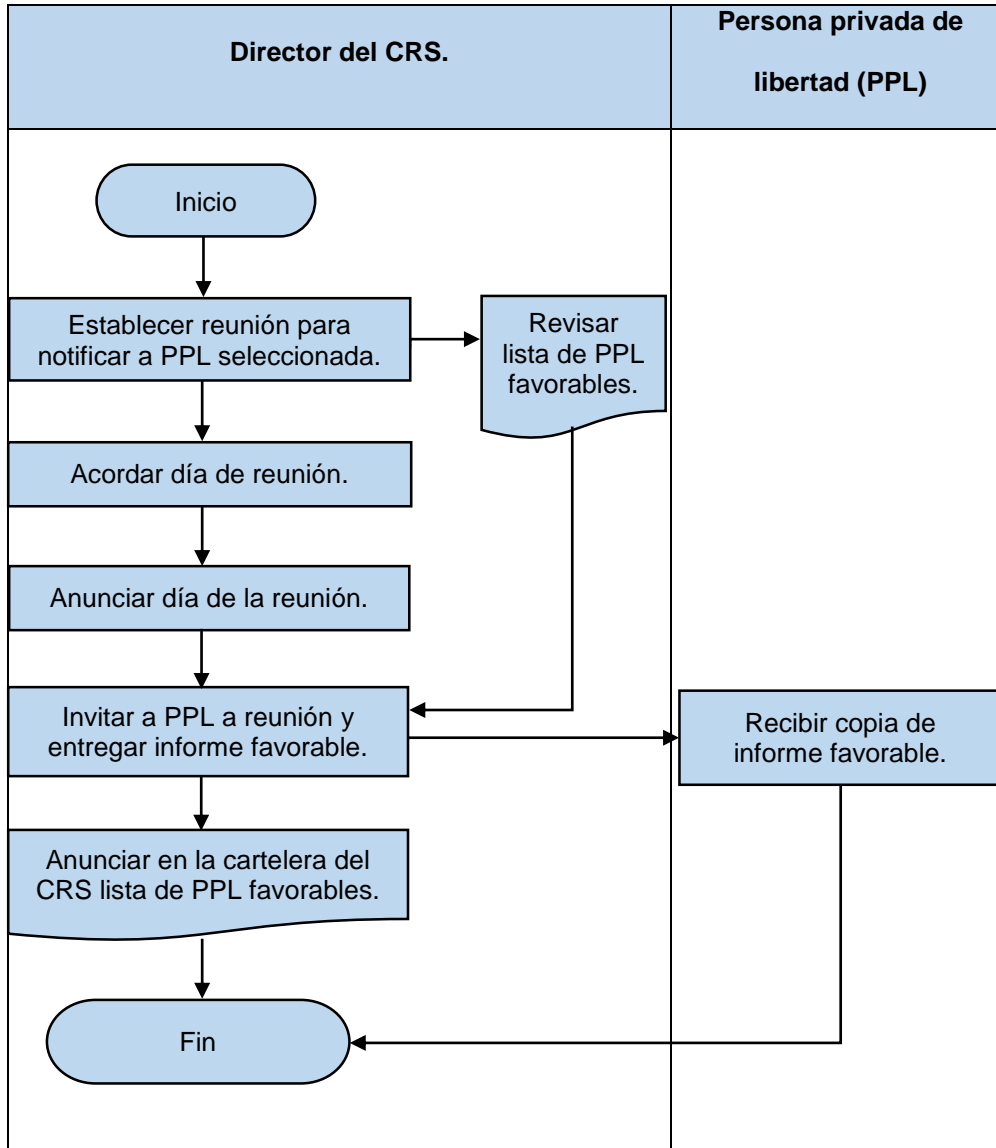 Director del CRS.
Persona privada de
libertad (PPL)
Inicio
Establecer reunión para
notificar a PPL seleccionada.
Revisar
lista de PPL
favorables.
Acordar día de reunión.
Anunciar día de la reunión.
Invitar a PPL a reunión y
entregar informe favorable.
Recibir copia de
informe favorable.
Anunciar en la cartelera del
CRS lista de PPL favorables.
Fin